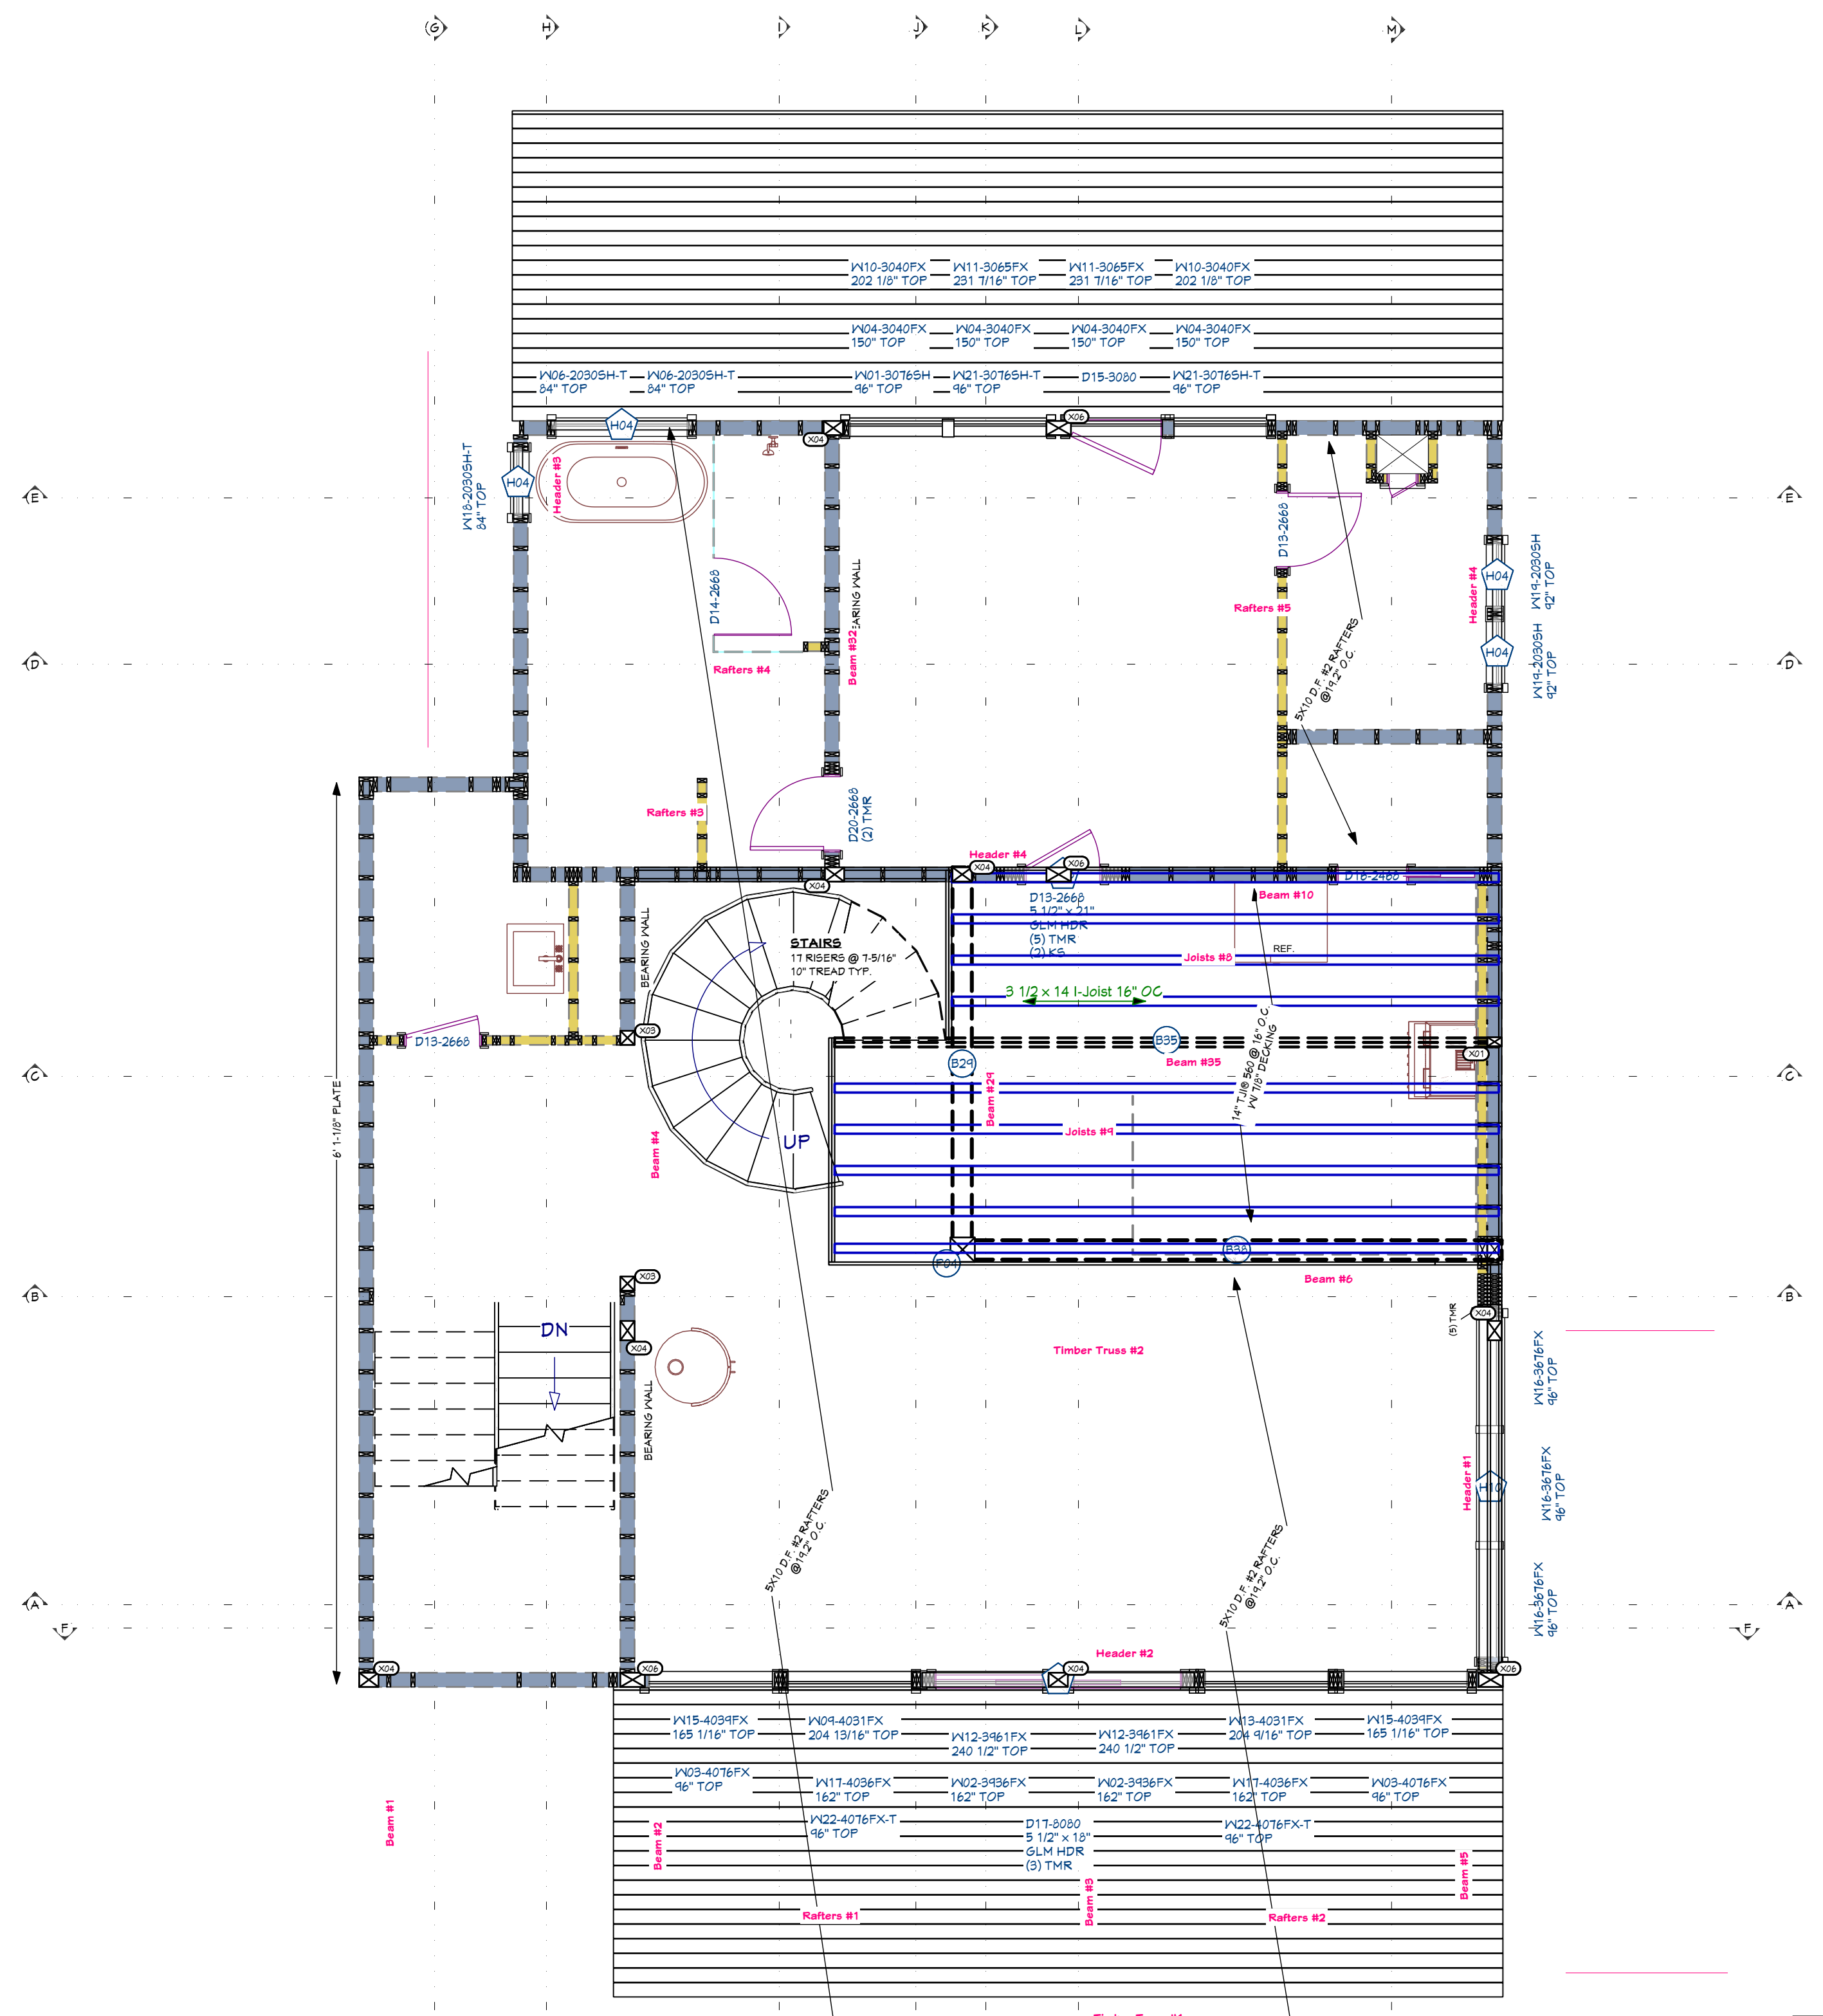 G H I J K L M
W10-3040FX W11-3065FX W11-3065FX W10-3040FX
202 1/8" TOP 231 7/16" TOP 231 7/16" TOP 202 1/8" TOP
W04-3040FX W04-3040FX W04-3040FX W04-3040FX
150" TOP 150" TOP 150" TOP 150" TOP
W06-2030SH-T W06-2030SH-T W01-3076SH W21-3076SH-T D15-3080 W21-3076SH-T
84" TOP 84" TOP 96" TOP 96" TOP 96" TOP
H04
X04
X06
W18-2030SH-T
84" TOP
H04
Header #3
E
E
D13-2668
D14-2668
BEARING WALL
Beam #32
Rafters #4
Rafters #5
Header #4
H04
H04
W19-2030SH
92" TOP
W19-2030SH
92" TOP
D
D
5X10 D.F. #2 RAFTERS
@19.2" O.C.
Rafters #3
D20-2668
(2) TMR
Header #4
X04
X06
X04
D16-2468
Beam #10
D13-2668
5 1/2" x 21"
GLM HDR
(5) TMR
(2) KS
BEARING WALL
STAIRS
17 RISERS @ 7-5/16"
10" TREAD TYP.
REF.
Joists #8
3 1/2 x 14 I-Joist 16" OC
14" TJI® 560 @ 16" O.C.
W/ 7/8" DECKING
X03
D13-2668
B35
B29
Beam #35
X01
C
C
Beam #29
6' 1-1/8" PLATE
Beam #4
UP
Joists #9
B38
P04
Beam #6
X03
B
B
DN
X04
(5) TMR
X04
Timber Truss #2
BEARING WALL
W16-3676FX
96" TOP
W16-3676FX
96" TOP
W16-3676FX
96" TOP
Header #1
H10
5X10 D.F. #2 RAFTERS
@19.2" O.C.
5X10 D.F. #2 RAFTERS
@19.2" O.C.
A
A
F
F
Header #2
X04
X06
X04
X06
W15-4039FX W09-4031FX W12-3961FX W12-3961FX W13-4031FX W15-4039FX
165 1/16" TOP 204 13/16" TOP 240 1/2" TOP 240 1/2" TOP 204 9/16" TOP 165 1/16" TOP
W03-4076FX W17-4036FX W02-3936FX W02-3936FX W17-4036FX W03-4076FX
96" TOP 162" TOP 162" TOP 162" TOP 162" TOP 96" TOP
W22-4076FX-T
96" TOP
D17-8080
5 1/2" x 18"
GLM HDR
(3) TMR
W22-4076FX-T
96" TOP
Beam #1
Beam #2
Beam #3
Beam #5
Rafters #1
Rafters #2